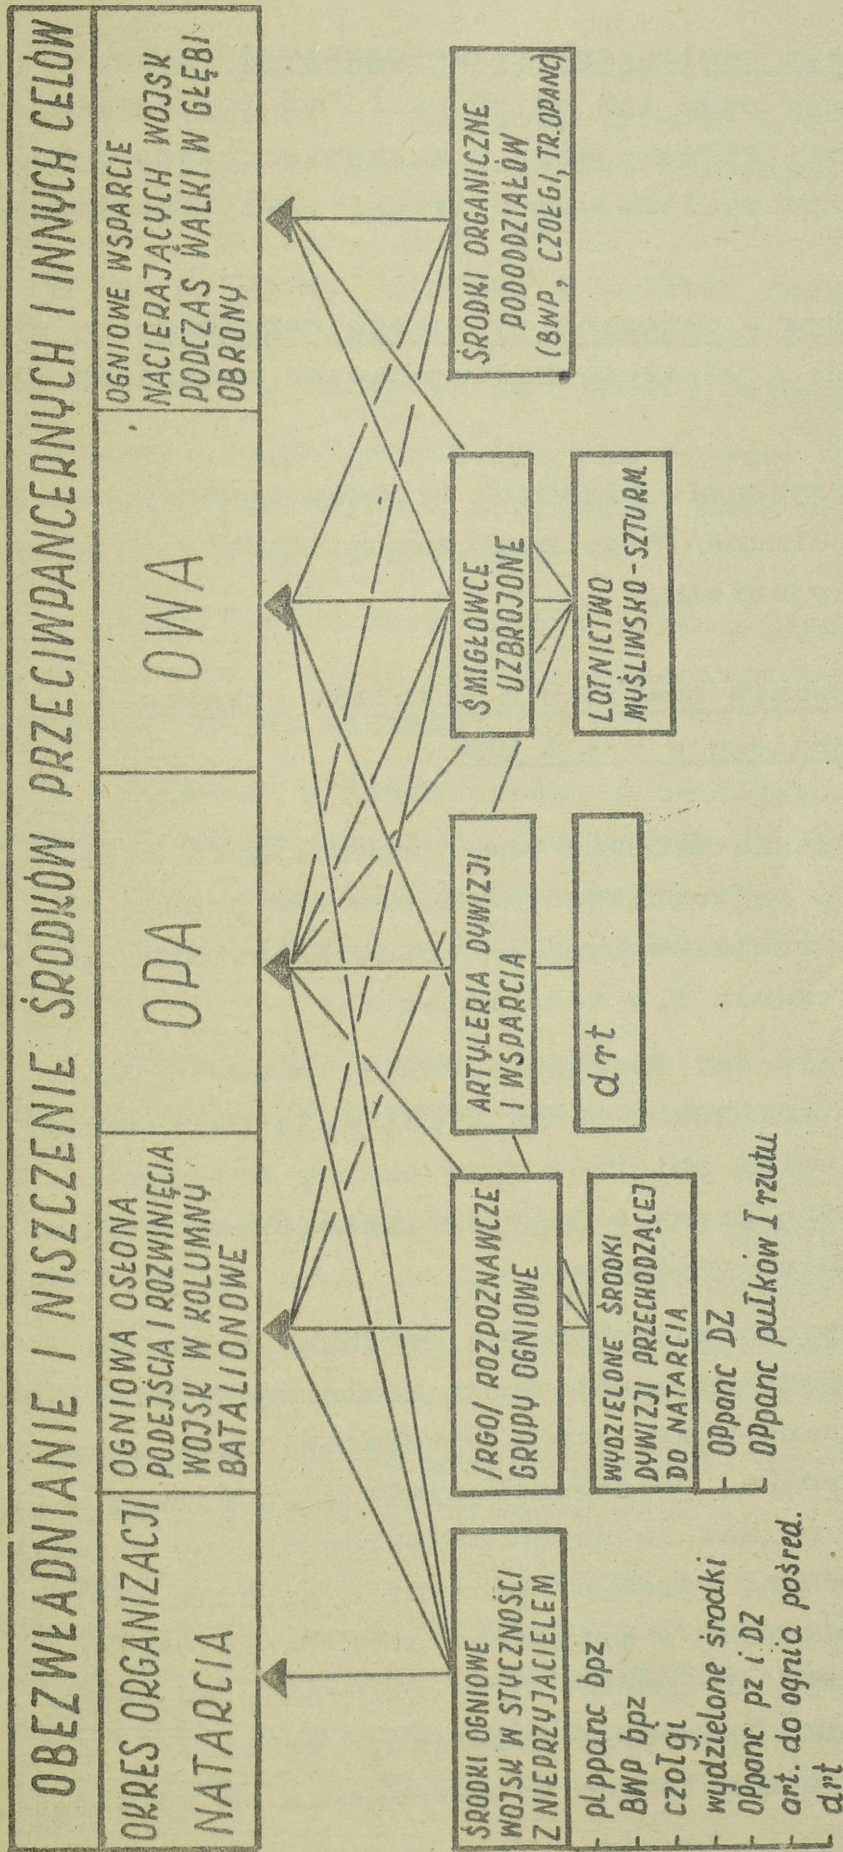 OBEZWŁADNIANIE I NISZCZENIE ŚRODKÓW PRZECIWPANCERNYCH I INNYCH CELÓW
OKRES ORGANIZACJI
NATARCIA
OGNIOWA OSŁONA
PODEJŚCIA I ROZWINIĘCIA
WOJSK W KOLUMNY
BATALIONOWE
OPA
OWA
OGNIOWE WSPARCIE
NACIERAJĄCYCH WOJSK
PODCZAS WALKI W GŁĘBI
OBRONY
ŚRODKI OGNIOWE
WOJSK W STYCZNOŚCI
Z NIEPRZYJACIELEM
plppanc bpz
BWP bpz
czołgi
wydzielone środki
OPpanc pz i DZ
art. do ognia pośred.
drt
/RGO/ ROZPOZNAWCZE
GRUPY OGNIOWE
WYDZIELONE ŚRODKI
DYWIZJI PRZECHODZĄCEJ
DO NATARCIA
OPpanc DZ
OPpanc pułków I rzutu
ARTYLERIA DYWIZJI
I WSPARCIA
drt
ŚMIGŁOWCE
UZBROJONE
LOTNICTWO
MYŚLIWSKO-SZTURM.
ŚRODKI ORGANICZNE
PODODDZIAŁÓW
(BWP, CZOŁGI, TR.OPANC)